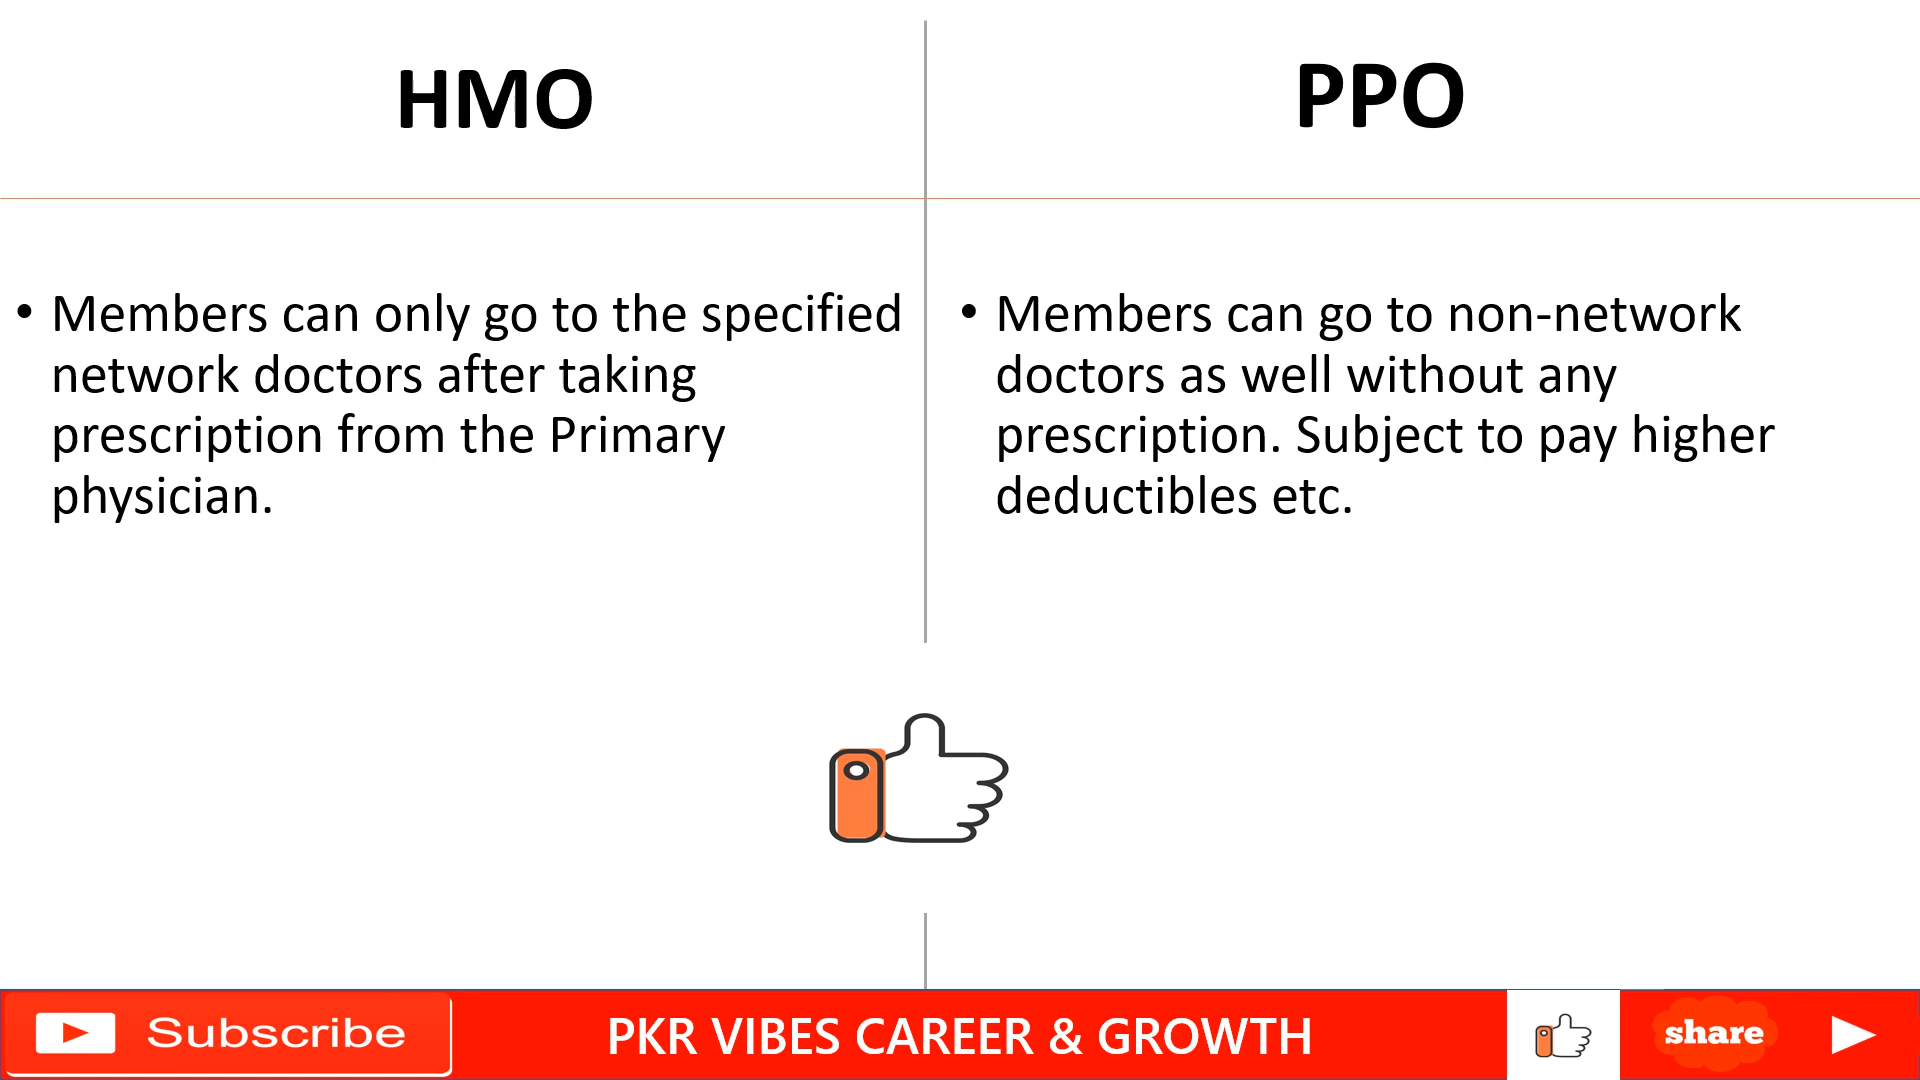 HMO
PPO
• Members can only go to the specified
network doctors after taking
prescription from the Primary
physician.
• Members can go to non-network
doctors as well without any
prescription. Subject to pay higher
deductibles etc.
Subscribe
PKR VIBES CAREER & GROWTH
share